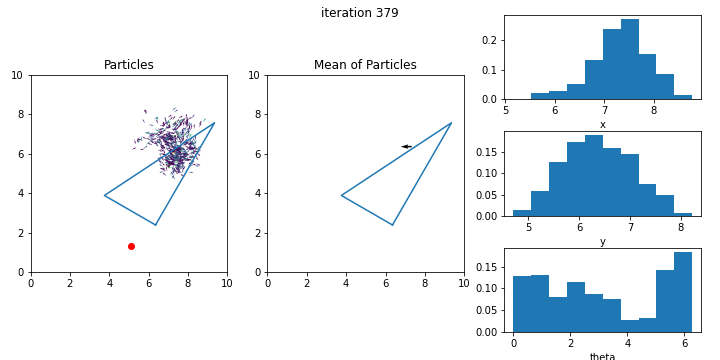 iteration 379
Particles
10
8
6
4
2
0
0 2 4 6 8 10
Mean of Particles
10
8
6
4
2
0
0 2 4 6 8 10
0.2
0.1
0.0
5 6 7 8
x
0.15
0.10
0.05
0.00
5 6 7 8
y
0.15
0.10
0.05
0.00
0 2 4 6
theta